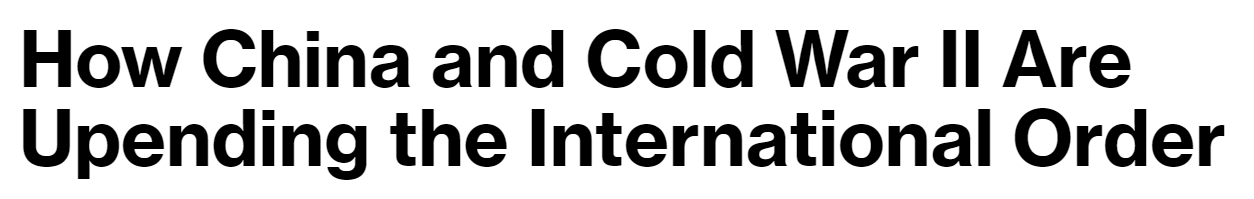 How China and Cold War II Are
Upending the International Order